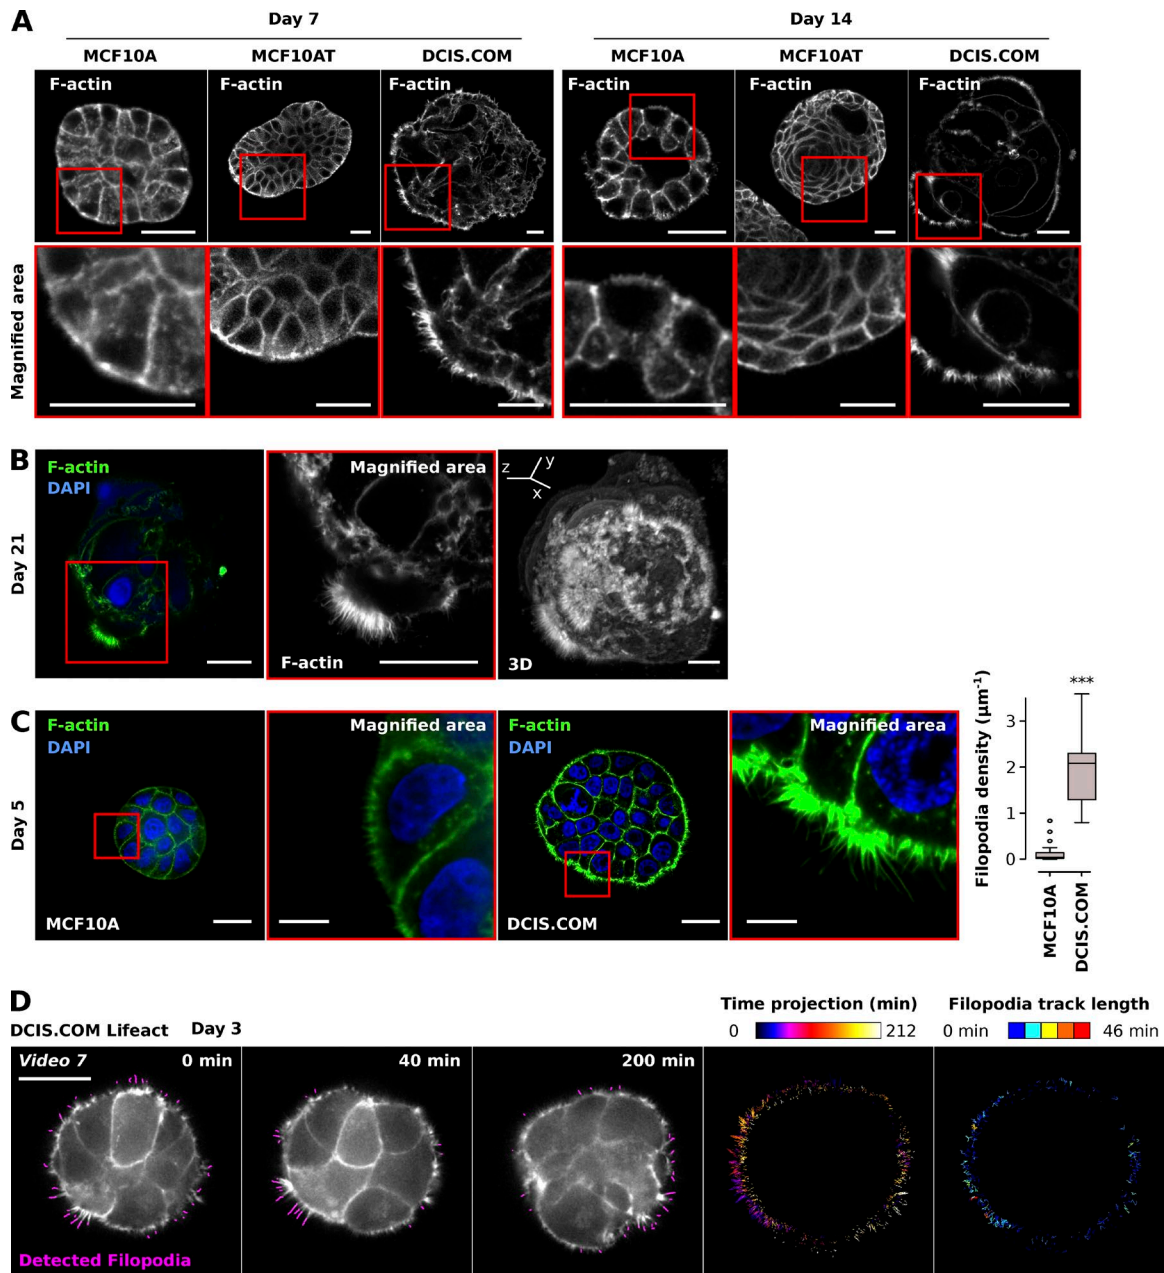 A
Day 7
Day 14
MCF10A
MCF10AT
DCIS.COM
MCF10A
MCF10AT
DCIS.COM
F-actin
F-actin
F-actin
F-actin
F-actin
F-actin
Magnified area
B
Day 21
F-actin
DAPI
Magnified area
F-actin
z
y
x
3D
C
Day 5
F-actin
DAPI
MCF10A
Magnified area
F-actin
DAPI
DCIS.COM
Magnified area
Filopodia density (µm⁻¹)
***
3
2
1
0
MCF10A
DCIS.COM
D
DCIS.COM Lifeact Day 3
Time projection (min)
0 212
Filopodia track length
0 min 46 min
Video 7 0 min
40 min
200 min
Detected Filopodia